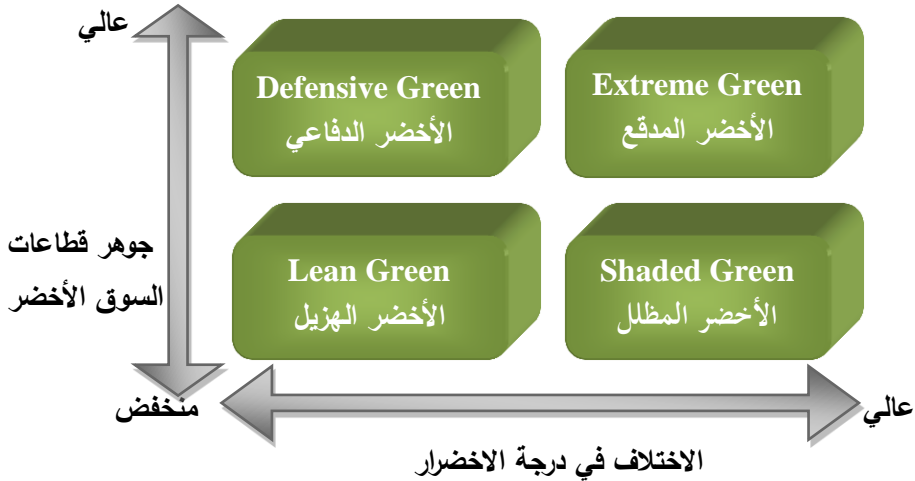 عالي
Defensive Green
الأخضر الدفاعي
Extreme Green
الأخضر المدقع
جوهر قطاعات
السوق الأخضر
Lean Green
الأخضر الهزيل
Shaded Green
الأخضر المظلل
منخفض
عالي
الاختلاف في درجة الاخضرار